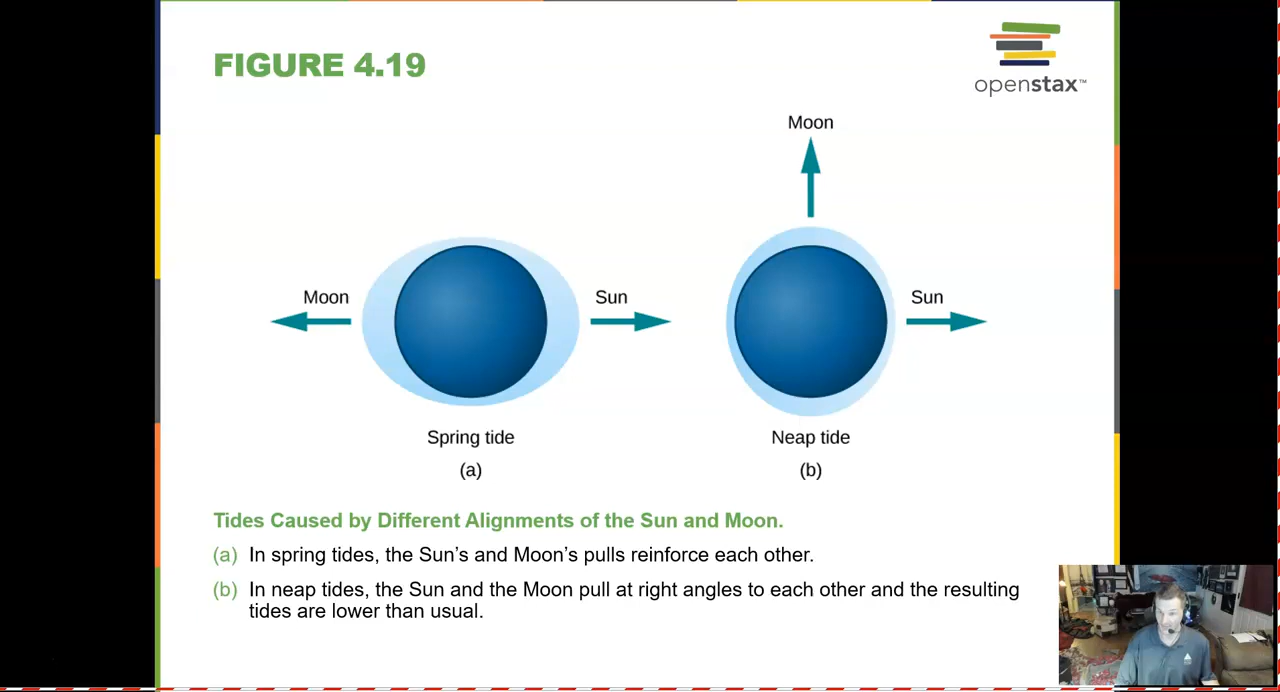 FIGURE 4.19
openstax™
Moon
Moon
Sun
Sun
Spring tide
Neap tide
(a)
(b)
Tides Caused by Different Alignments of the Sun and Moon.
(a) In spring tides, the Sun's and Moon's pulls reinforce each other.
(b) In neap tides, the Sun and the Moon pull at right angles to each other and the resulting
tides are lower than usual.